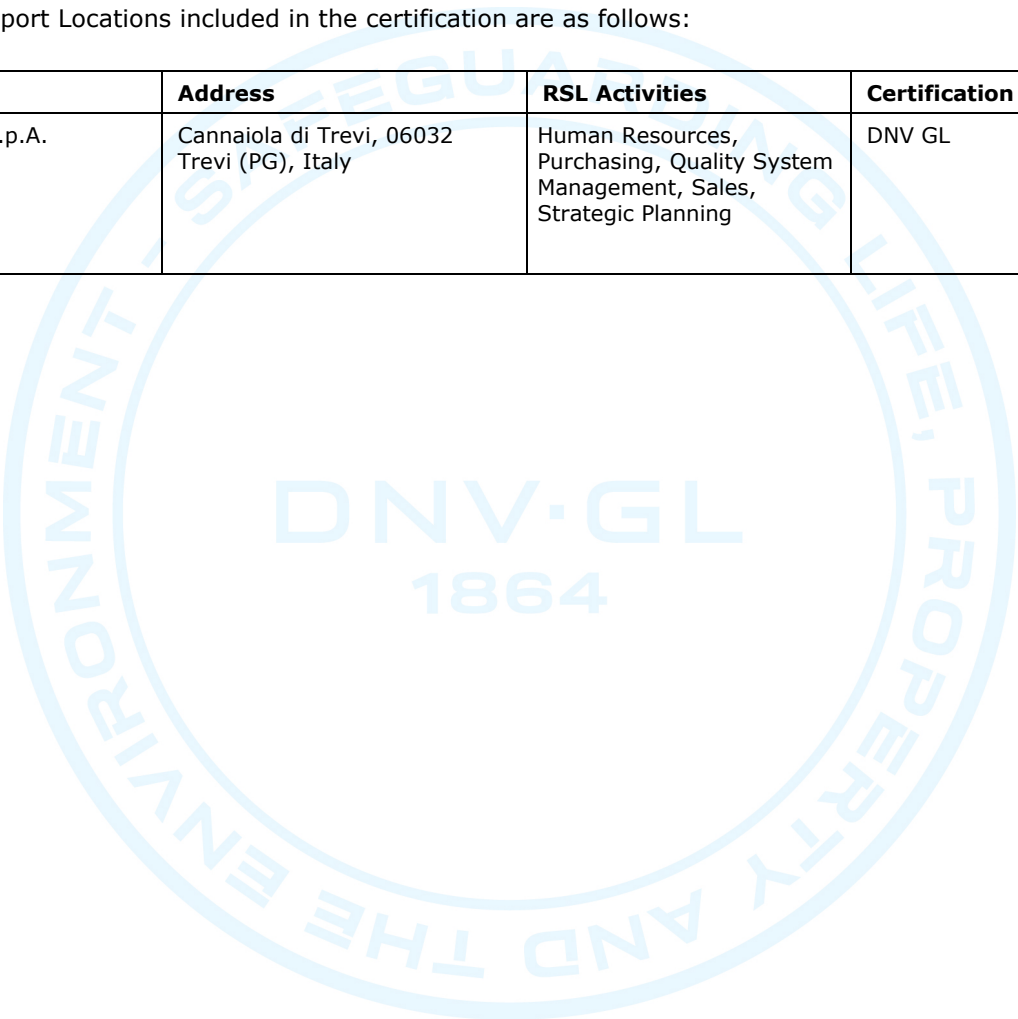 port Locations included in the certification are as follows:
Address RSL Activities Certification
.p.A. Cannaiola di Trevi, 06032 Human Resources, DNV GL
Trevi (PG), Italy Purchasing, Quality System
Management, Sales,
Strategic Planning
SAFEGUARDING LIFE, PROPERTY AND THE ENVIRONMENT -
DNV·GL
1864